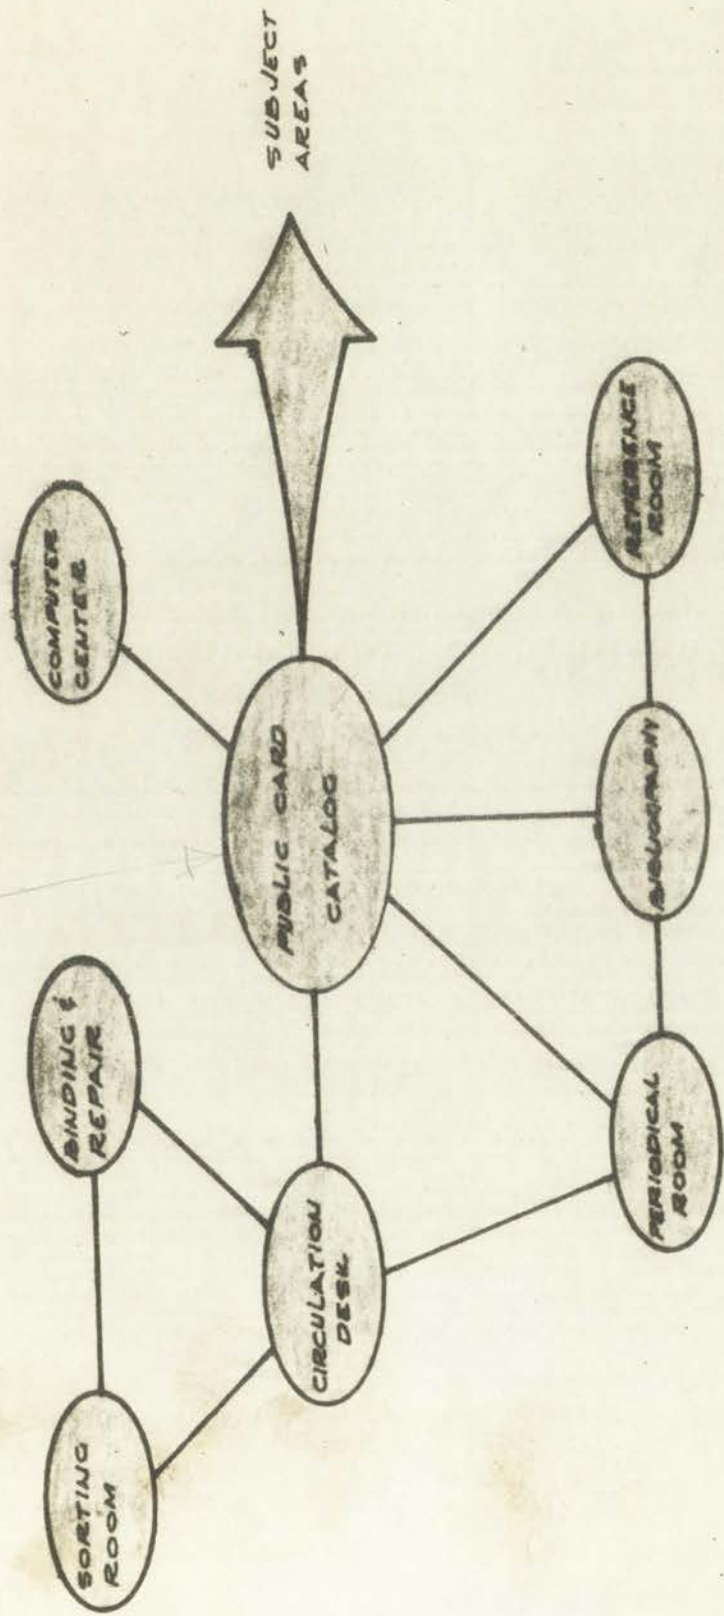 SORTING
ROOM
BINDING &
REPAIR
COMPUTER
CENTER
CIRCULATION
DESK
PUBLIC CARD
CATALOG
SUBJECT
AREAS
PERIODICAL
ROOM
BIBLIOGRAPHY
REFERENCE
ROOM